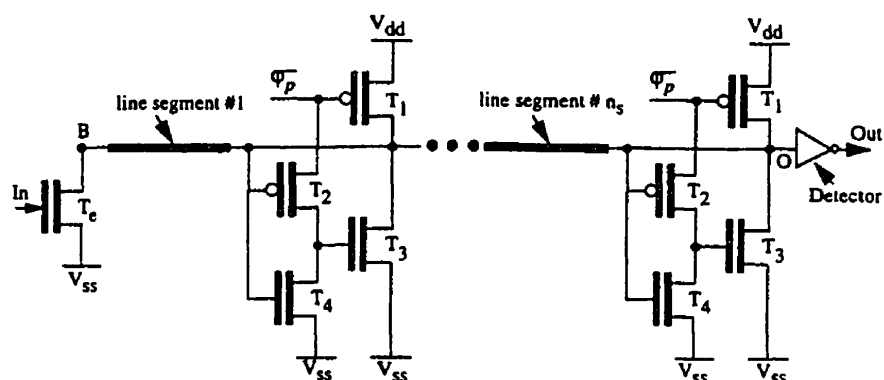 V_dd
V_dd
φ_p
φ_p
line segment #1
T_1
line segment # n_s
T_1
B
Out
O
In
T_e
T_2
T_2
Detector
T_3
T_3
V_ss
T_4
T_4
V_ss
V_ss
V_ss
V_ss